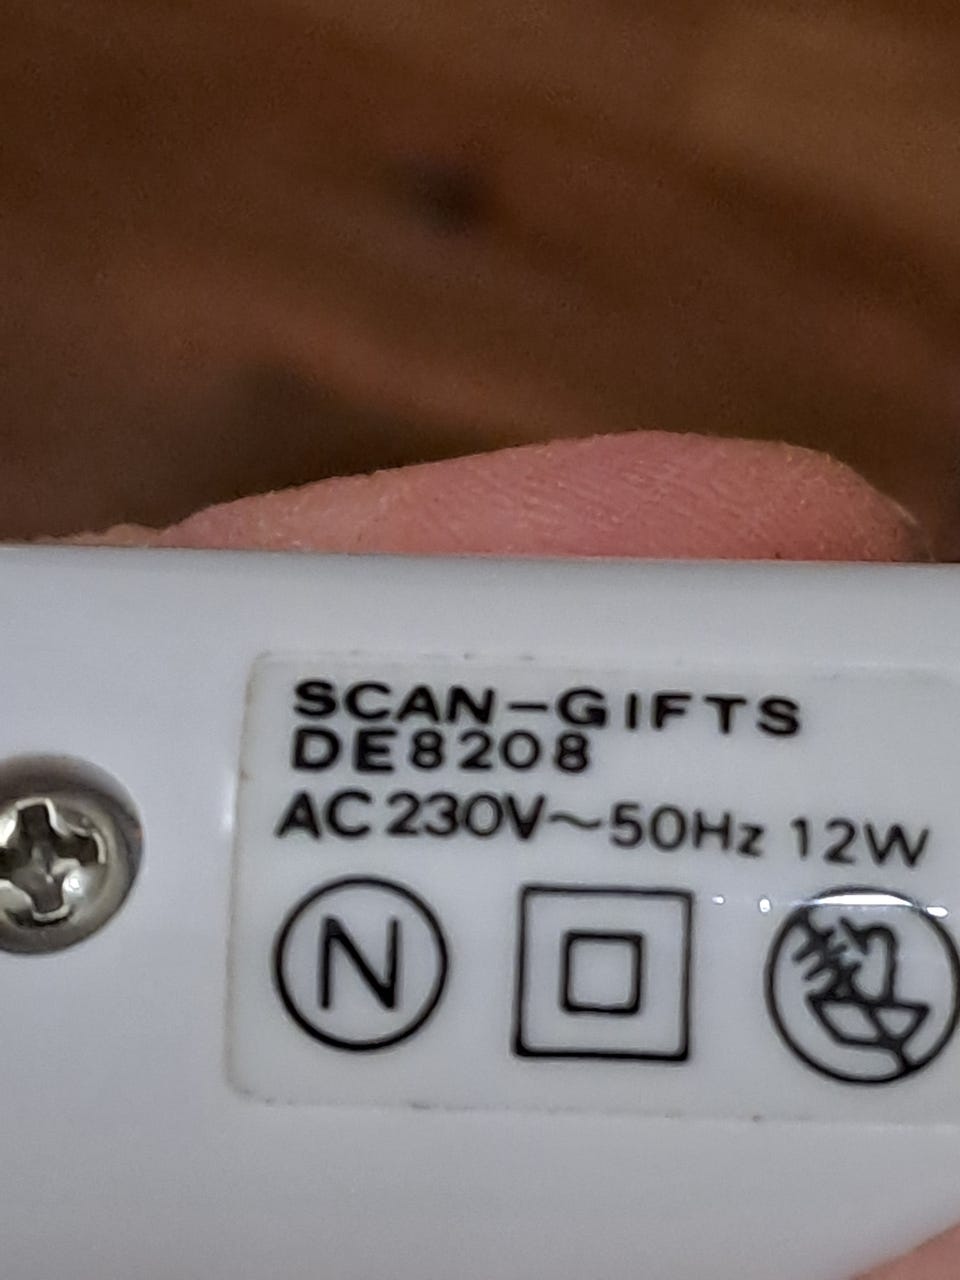 SCAN-GIFTS
DE8208
AC 230V~50Hz 12W
N